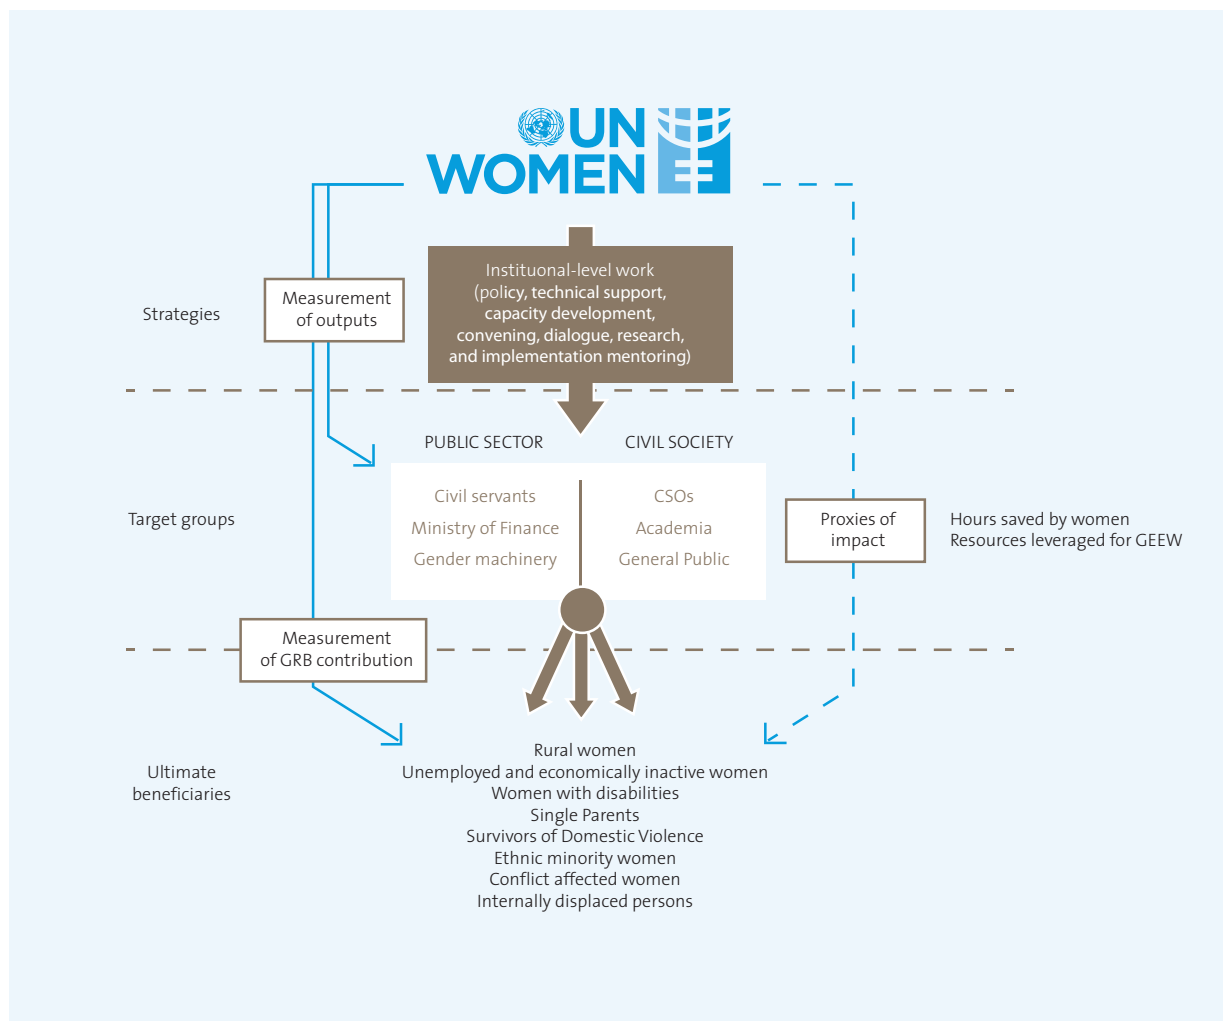 UN
WOMEN
Instituonal-level work
(policy, technical support,
capacity development,
convening, dialogue, research,
and implementation mentoring)
Measurement
of outputs
Strategies
PUBLIC SECTOR
CIVIL SOCIETY
Civil servants
Ministry of Finance
Gender machinery
CSOs
Academia
General Public
Target groups
Proxies of
impact
Hours saved by women
Resources leveraged for GEEW
Measurement
of GRB contribution
Ultimate
beneficiaries
Rural women
Unemployed and economically inactive women
Women with disabilities
Single Parents
Survivors of Domestic Violence
Ethnic minority women
Conflict affected women
Internally displaced persons